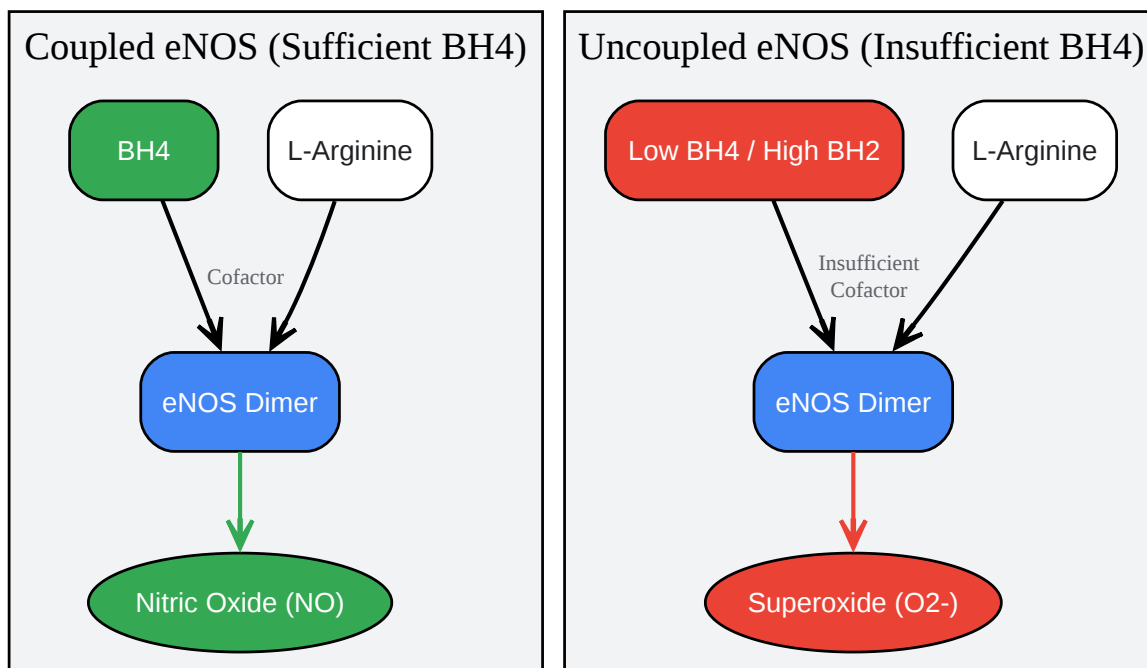 Coupled eNOS (Sufficient BH4)
BH4
L-Arginine
Cofactor
eNOS Dimer
Nitric Oxide (NO)
Uncoupled eNOS (Insufficient BH4)
Low BH4 / High BH2
L-Arginine
Insufficient
Cofactor
eNOS Dimer
Superoxide (O2-)